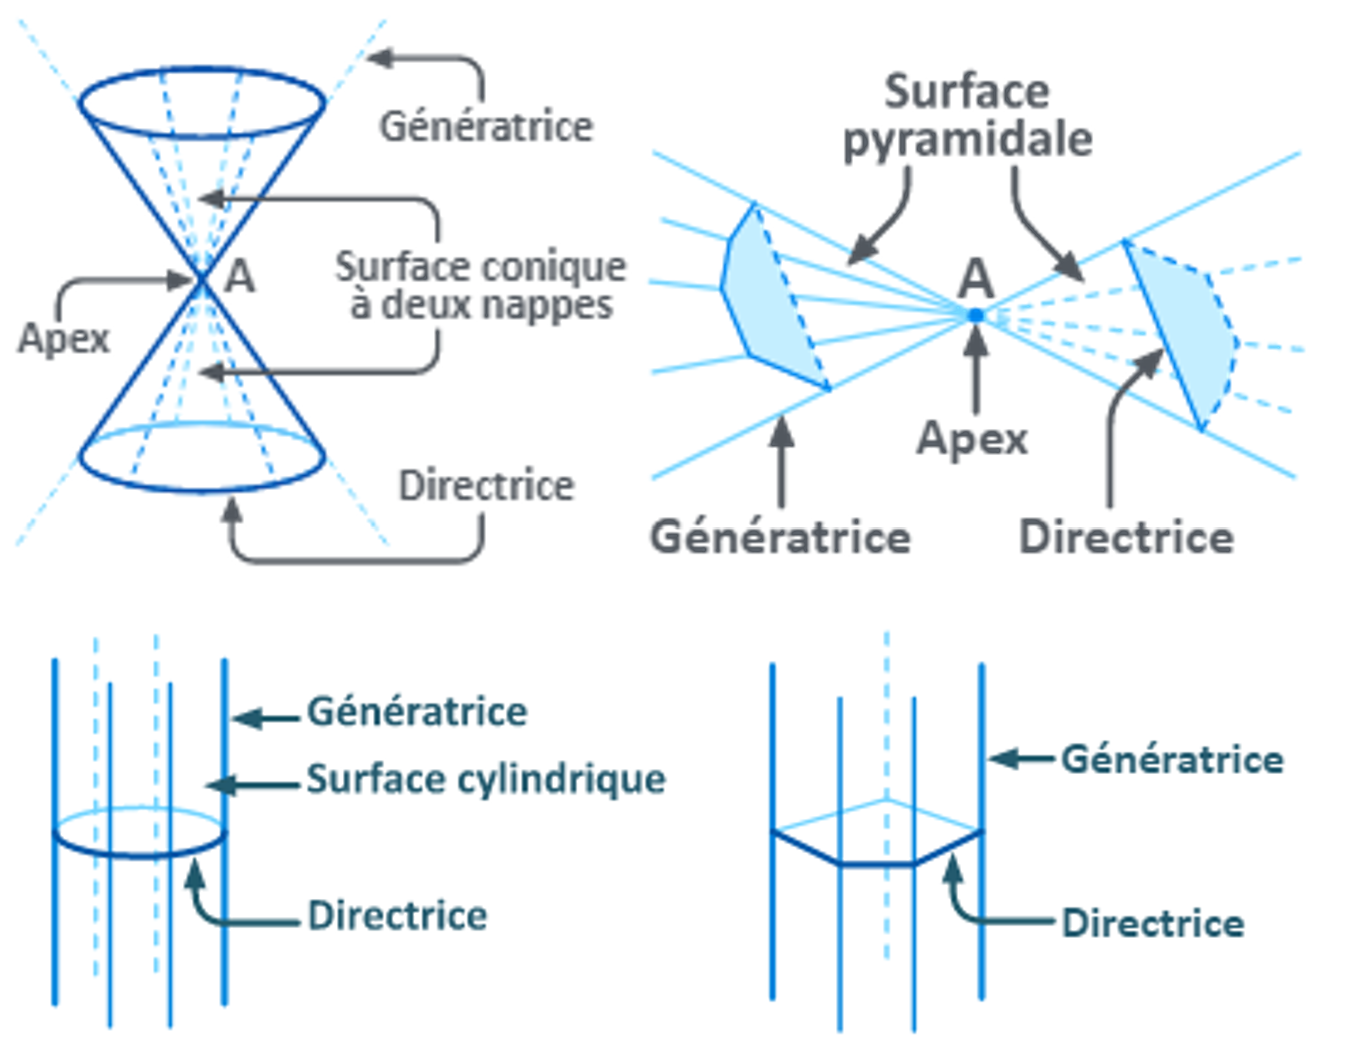 Génératrice
Surface conique
à deux nappes
A
Apex
Directrice
Surface
pyramidale
A
Apex
Génératrice
Directrice
Génératrice
Surface cylindrique
Directrice
Génératrice
Directrice